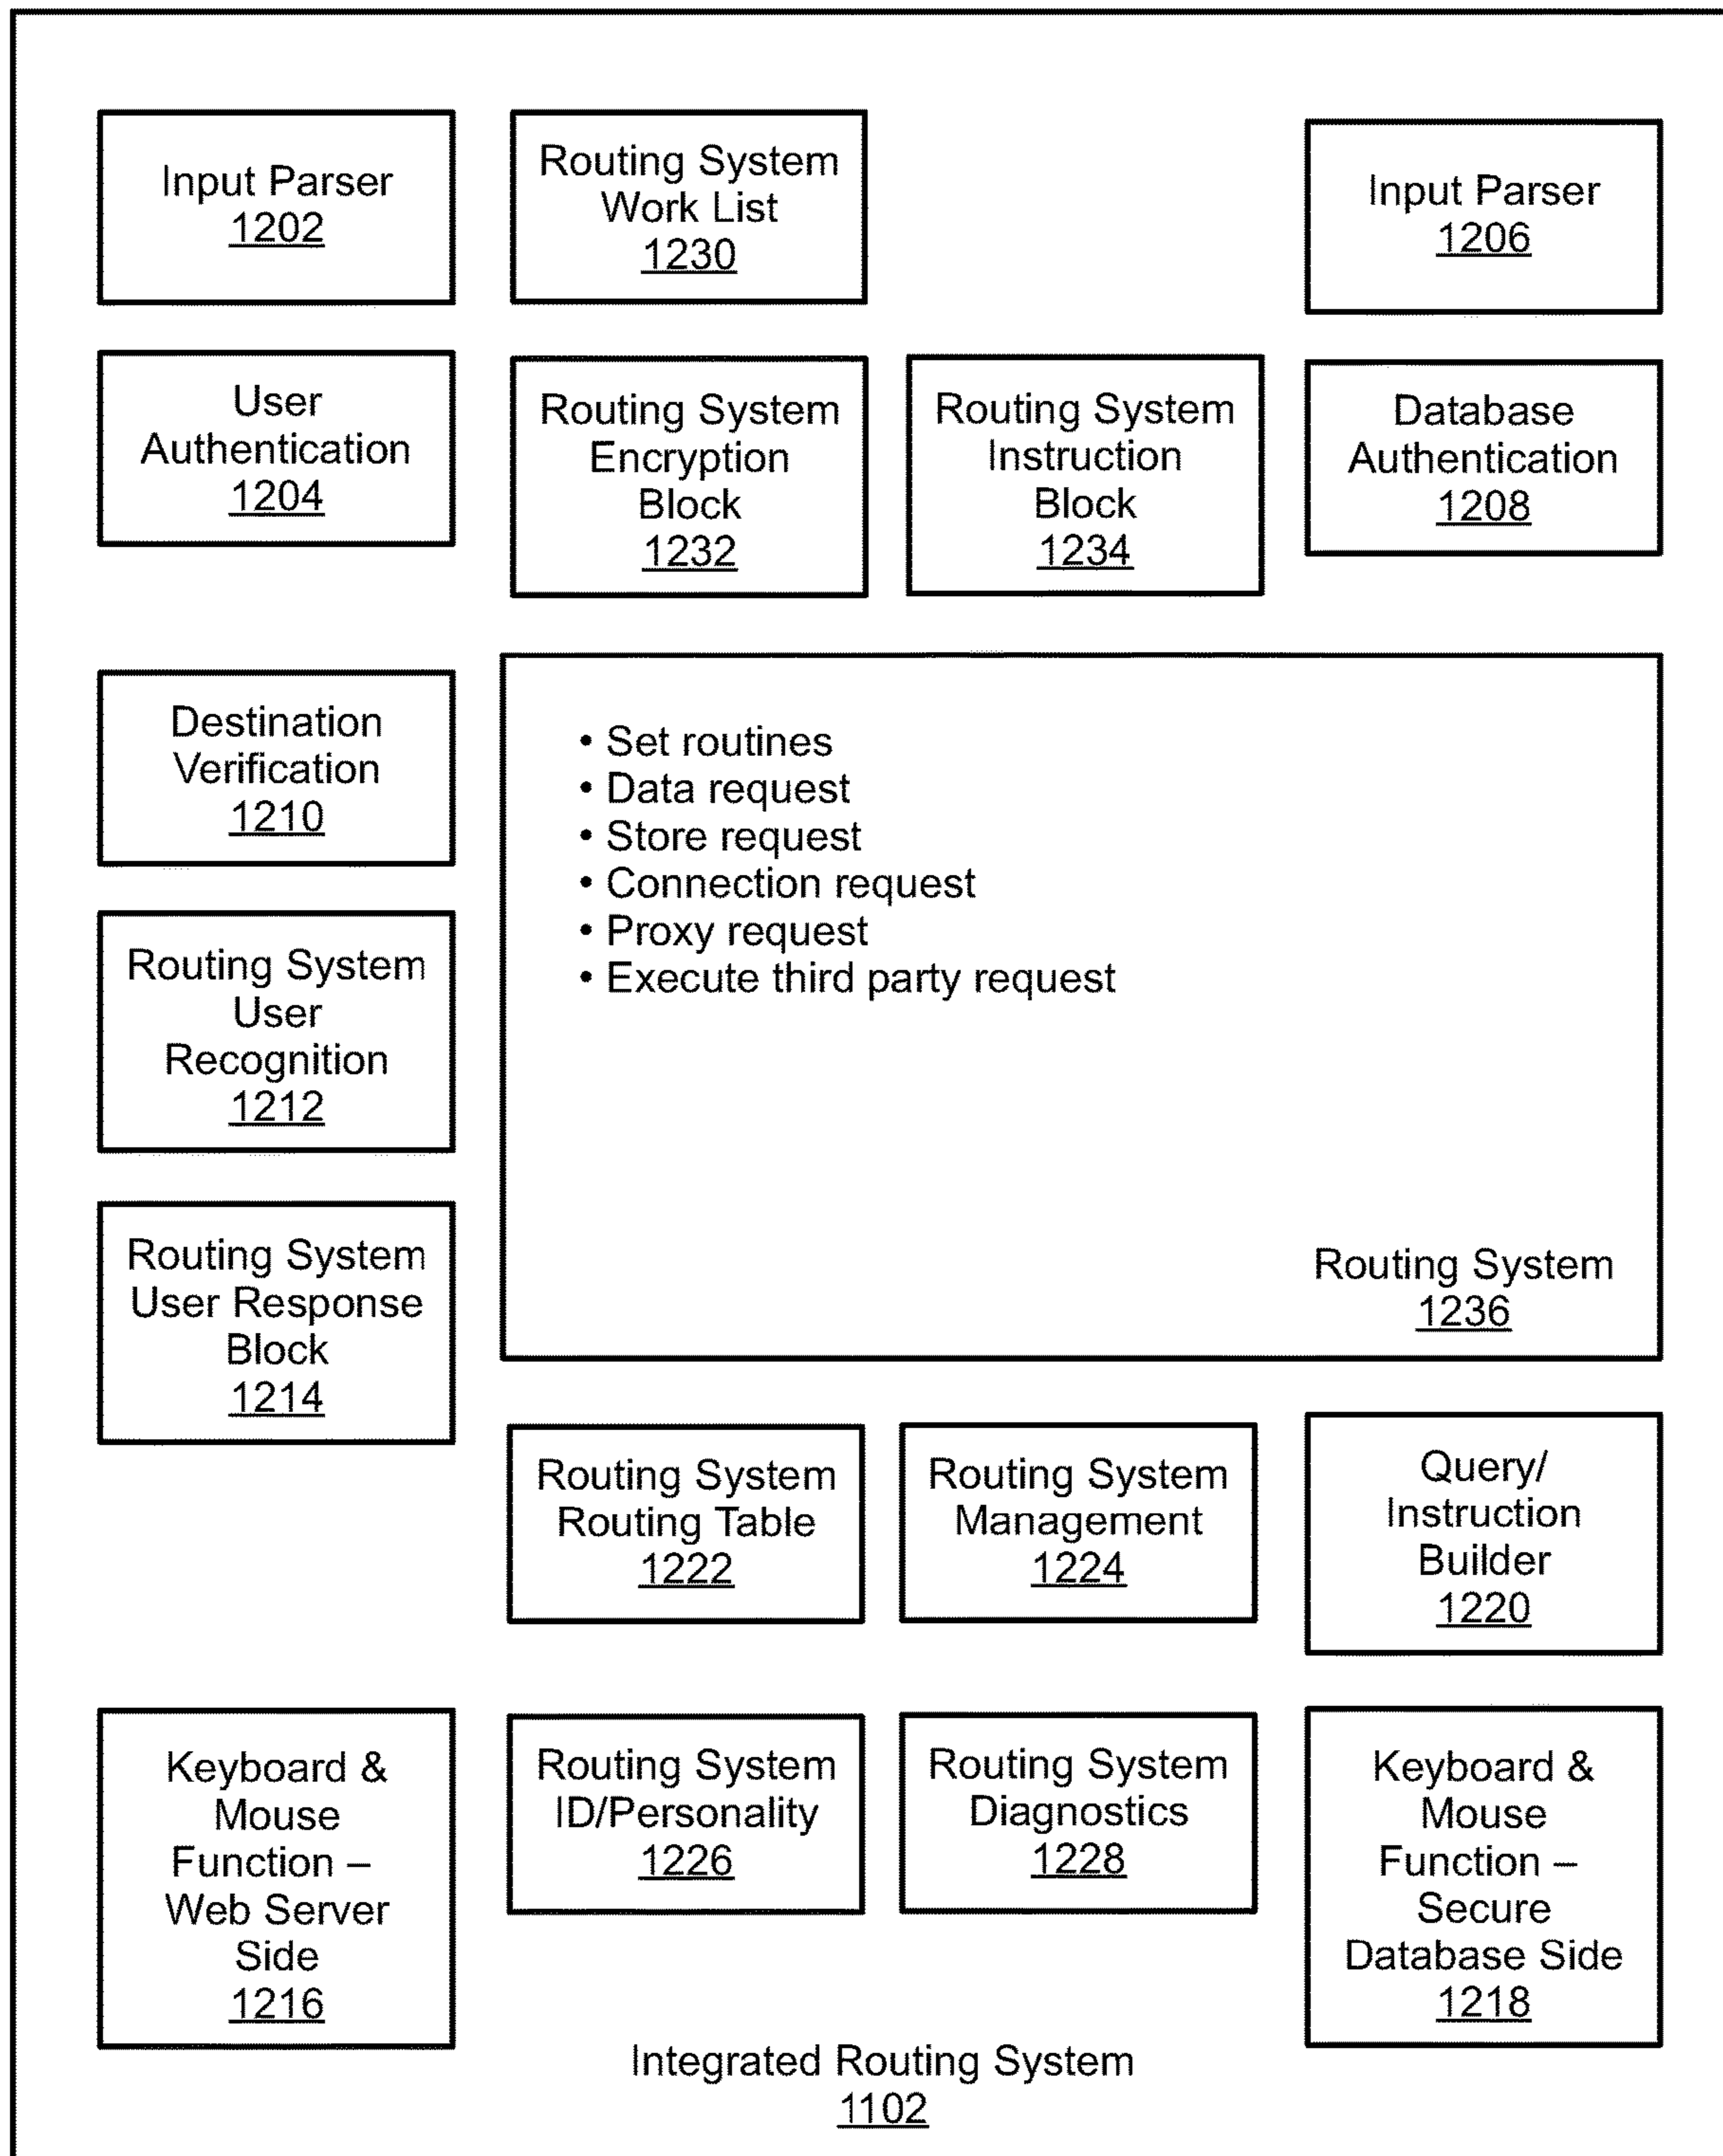 Input Parser
1202
Routing System
Work List
1230
Input Parser
1206
User
Authentication
1204
Routing System
Encryption
Block
1232
Routing System
Instruction
Block
1234
Database
Authentication
1208
Destination
Verification
1210
• Set routines
• Data request
• Store request
• Connection request
• Proxy request
• Execute third party request
Routing System
1236
Routing System
User
Recognition
1212
Routing System
User Response
Block
1214
Routing System
Routing Table
1222
Routing System
Management
1224
Query/
Instruction
Builder
1220
Keyboard &
Mouse
Function –
Web Server
Side
1216
Routing System
ID/Personality
1226
Routing System
Diagnostics
1228
Keyboard &
Mouse
Function –
Secure
Database Side
1218
Integrated Routing System
1102